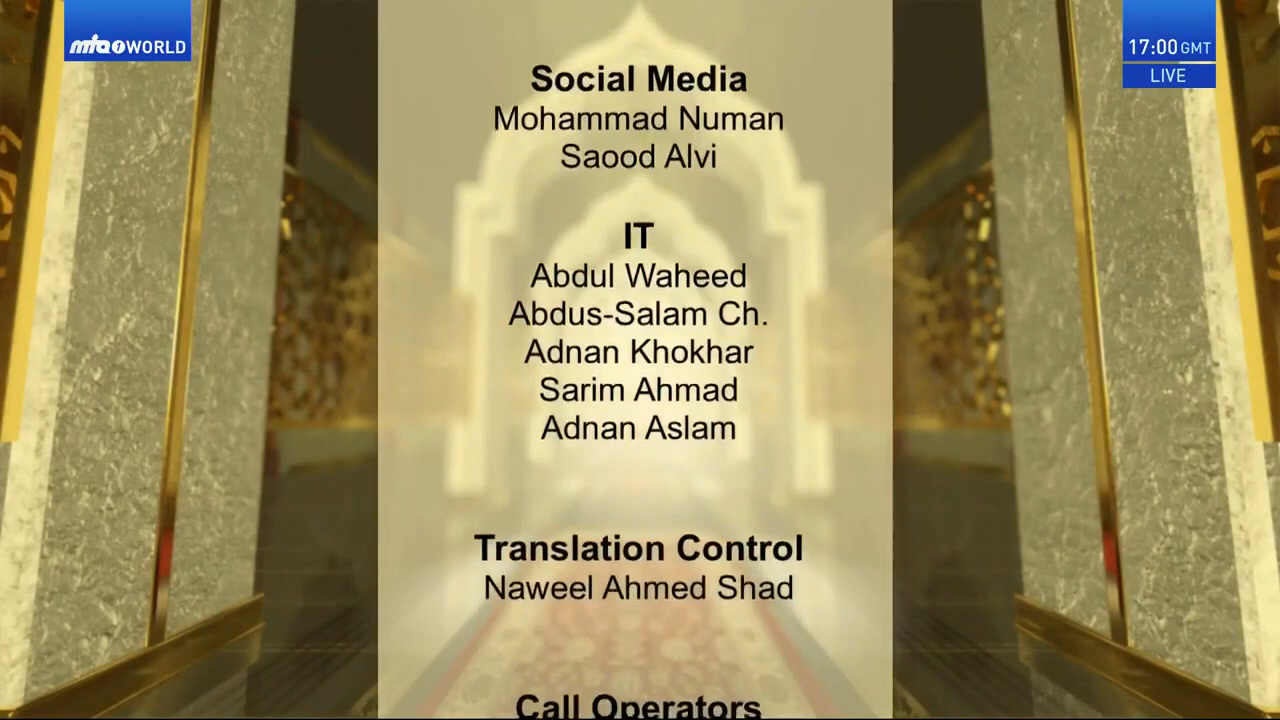 mta1 WORLD
17:00 GMT
LIVE
Social Media
Mohammad Numan
Saood Alvi
IT
Abdul Waheed
Abdus-Salam Ch.
Adnan Khokhar
Sarim Ahmad
Adnan Aslam
Translation Control
Naweel Ahmed Shad
Call Operators